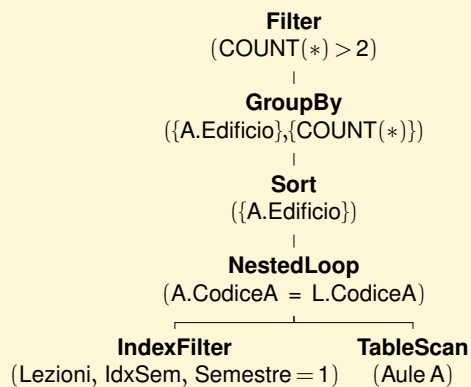 Filter
(COUNT(∗) > 2)
GroupBy
({A.Edificio},{COUNT(∗)})
Sort
({A.Edificio})
NestedLoop
(A.CodiceA = L.CodiceA)
IndexFilter TableScan
(Lezioni, IdxSem, Semestre = 1) (Aule A)